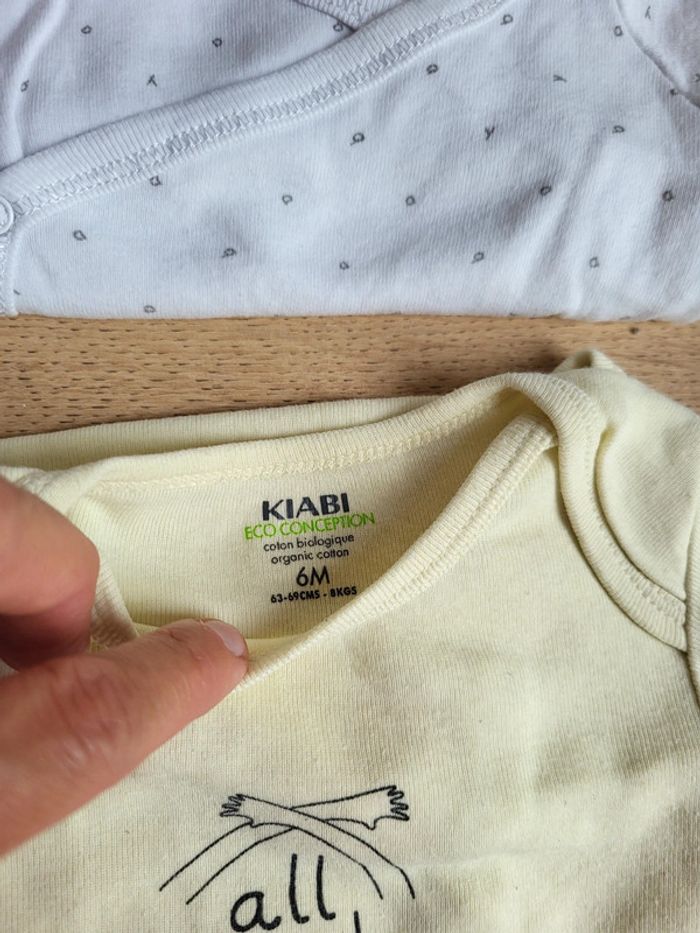 KIABI
ECO CONCEPTION
coton biologique
organic cotton
6M
63-69CMS - 8KGS
all